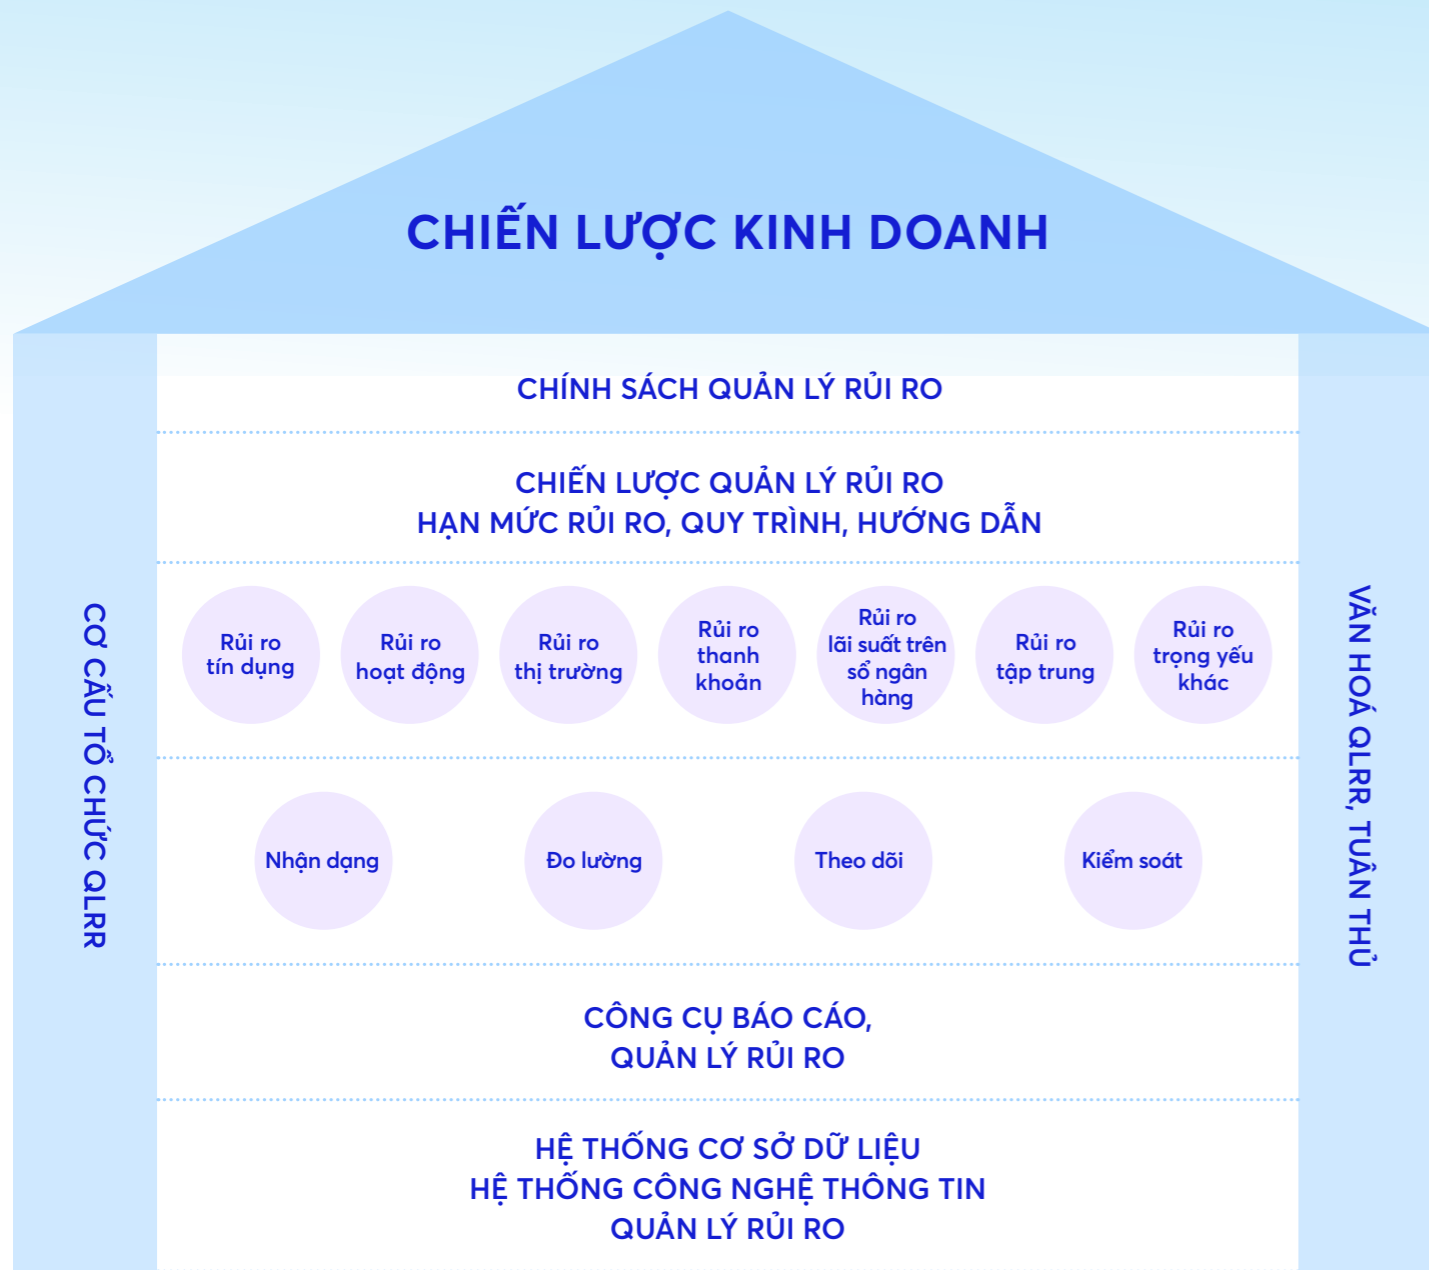 CHIẾN LƯỢC KINH DOANH
CHÍNH SÁCH QUẢN LÝ RỦI RO
CHIẾN LƯỢC QUẢN LÝ RỦI RO
HẠN MỨC RỦI RO, QUY TRÌNH, HƯỚNG DẪN
CƠ CẤU TỔ CHỨC QLRR
Rủi ro
tín dụng
Rủi ro
hoạt động
Rủi ro
thị trường
Rủi ro
thanh
khoản
Rủi ro
lãi suất trên
sổ ngân
hàng
Rủi ro
tập trung
Rủi ro
trọng yếu
khác
VĂN HOÁ QLRR, TUÂN THỦ
Nhận dạng
Đo lường
Theo dõi
Kiểm soát
CÔNG CỤ BÁO CÁO,
QUẢN LÝ RỦI RO
HỆ THỐNG CƠ SỞ DỮ LIỆU
HỆ THỐNG CÔNG NGHỆ THÔNG TIN
QUẢN LÝ RỦI RO